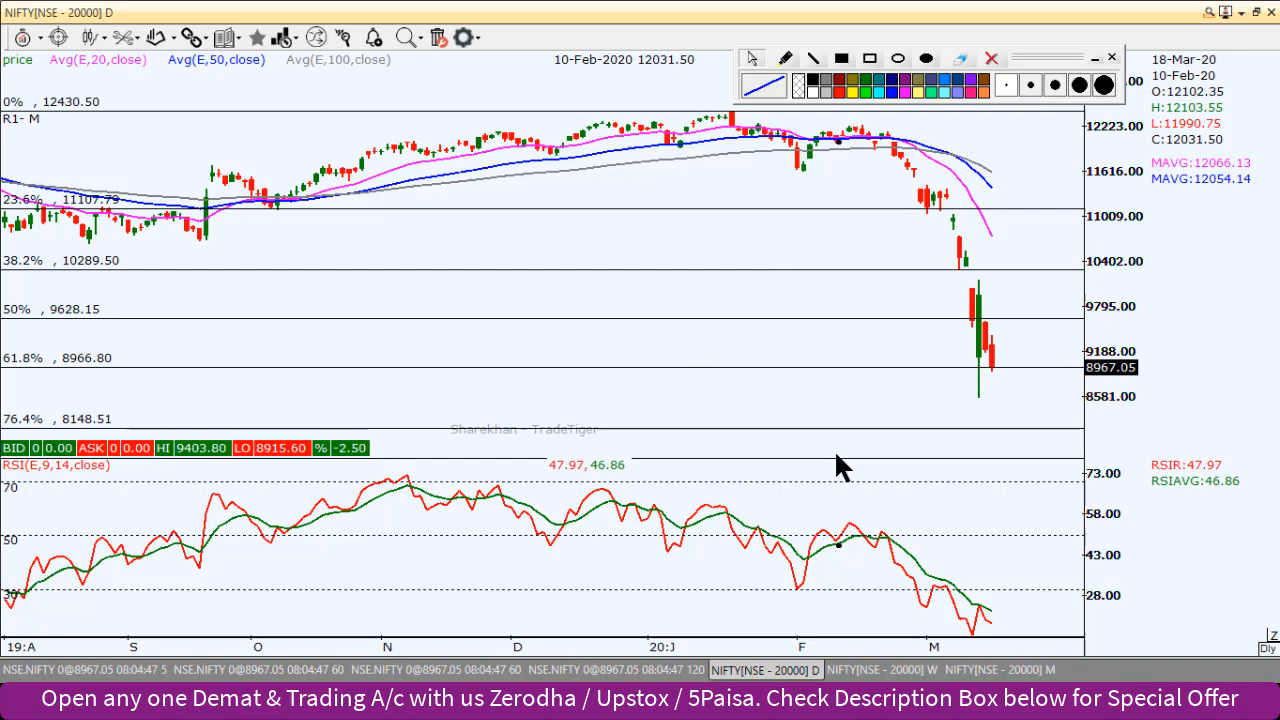 NIFTY[NSE - 20000] D
price Avg(E,20,close) Avg(E,50,close) Avg(E,100,close) 10-Feb-2020 12031.50
18-Mar-20
10-Feb-20
O:12102.35
H:12103.55
L:11990.75
C:12031.50
MAVG:12066.13
MAVG:12054.14
0% , 12430.50
R1- M
23.6% , 11107.79
38.2% , 10289.50
50% , 9628.15
61.8% , 8966.80
76.4% , 8148.51
12223.00
11616.00
11009.00
10402.00
9795.00
9188.00
8967.05
8581.00
Sharekhan - TradeTiger
BID 0 0.00 ASK 0 0.00 HI 9403.80 LO 8915.60 % -2.50
RSI(E,9,14,close) 47.97,46.86
RSIR:47.97
RSIAVG:46.86
70
50
30
73.00
58.00
43.00
28.00
19:A S O N D 20:J F M
Z
Dly
NSE.NIFTY 0@8967.05 08:04:47 5 NSE.NIFTY 0@8967.05 08:04:47 60 NSE.NIFTY 0@8967.05 08:04:47 60 NSE.NIFTY 0@8967.05 08:04:47 120 NIFTY[NSE - 20000] D NIFTY[NSE - 20000] W NIFTY[NSE - 20000] M
Open any one Demat & Trading A/c with us Zerodha / Upstox / 5Paisa. Check Description Box below for Special Offer